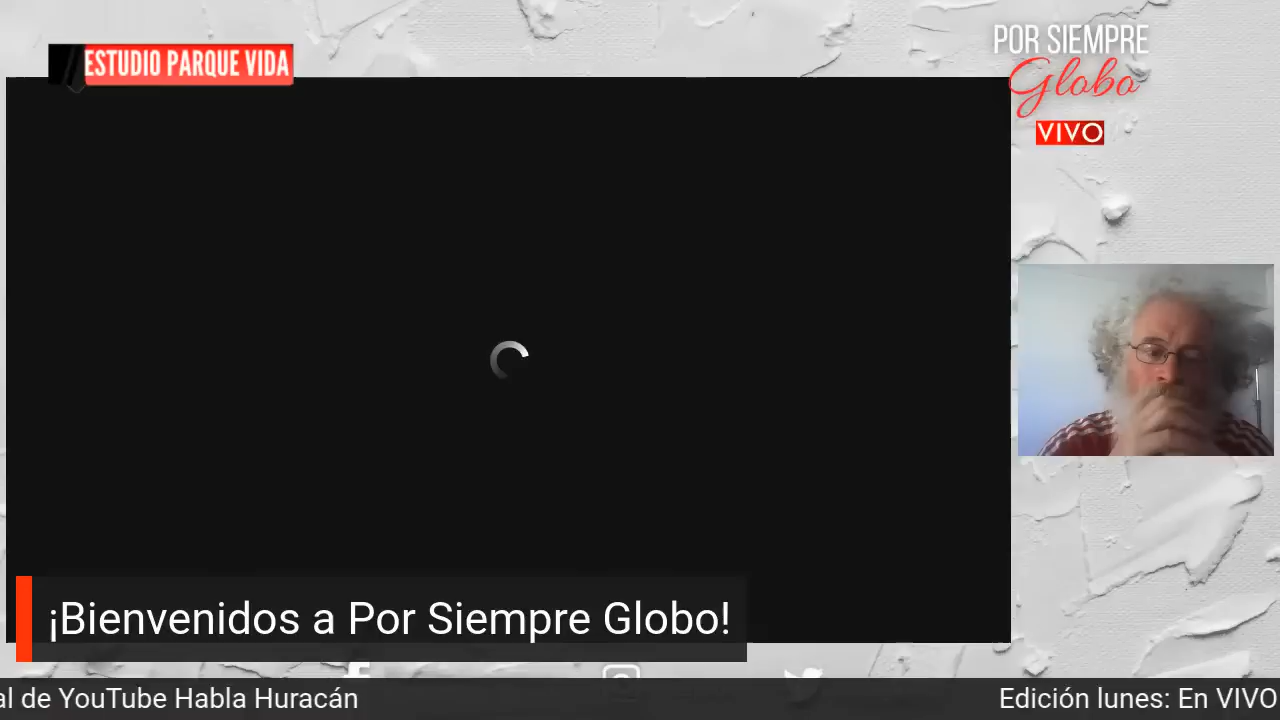 ESTUDIO PARQUE VIDA
POR SIEMPRE
Globo
VIVO
¡Bienvenidos a Por Siempre Globo!
de YouTube Habla Huracán
Edición lunes: En VIVO